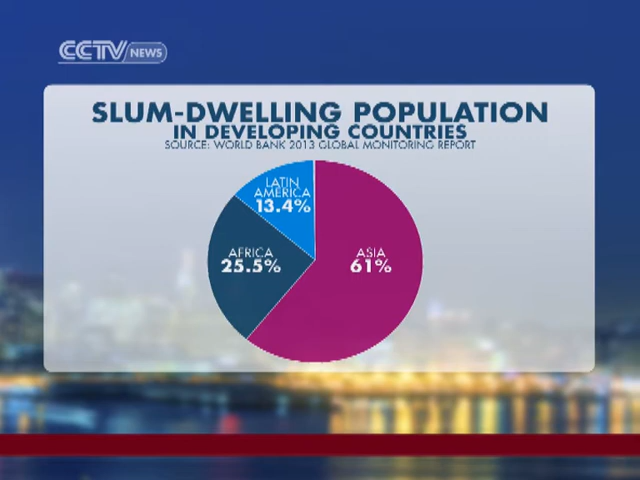 CCTV NEWS
SLUM-DWELLING POPULATION
IN DEVELOPING COUNTRIES
SOURCE: WORLD BANK 2013 GLOBAL MONITORING REPORT
LATIN
AMERICA
13.4%
AFRICA
25.5%
ASIA
61%